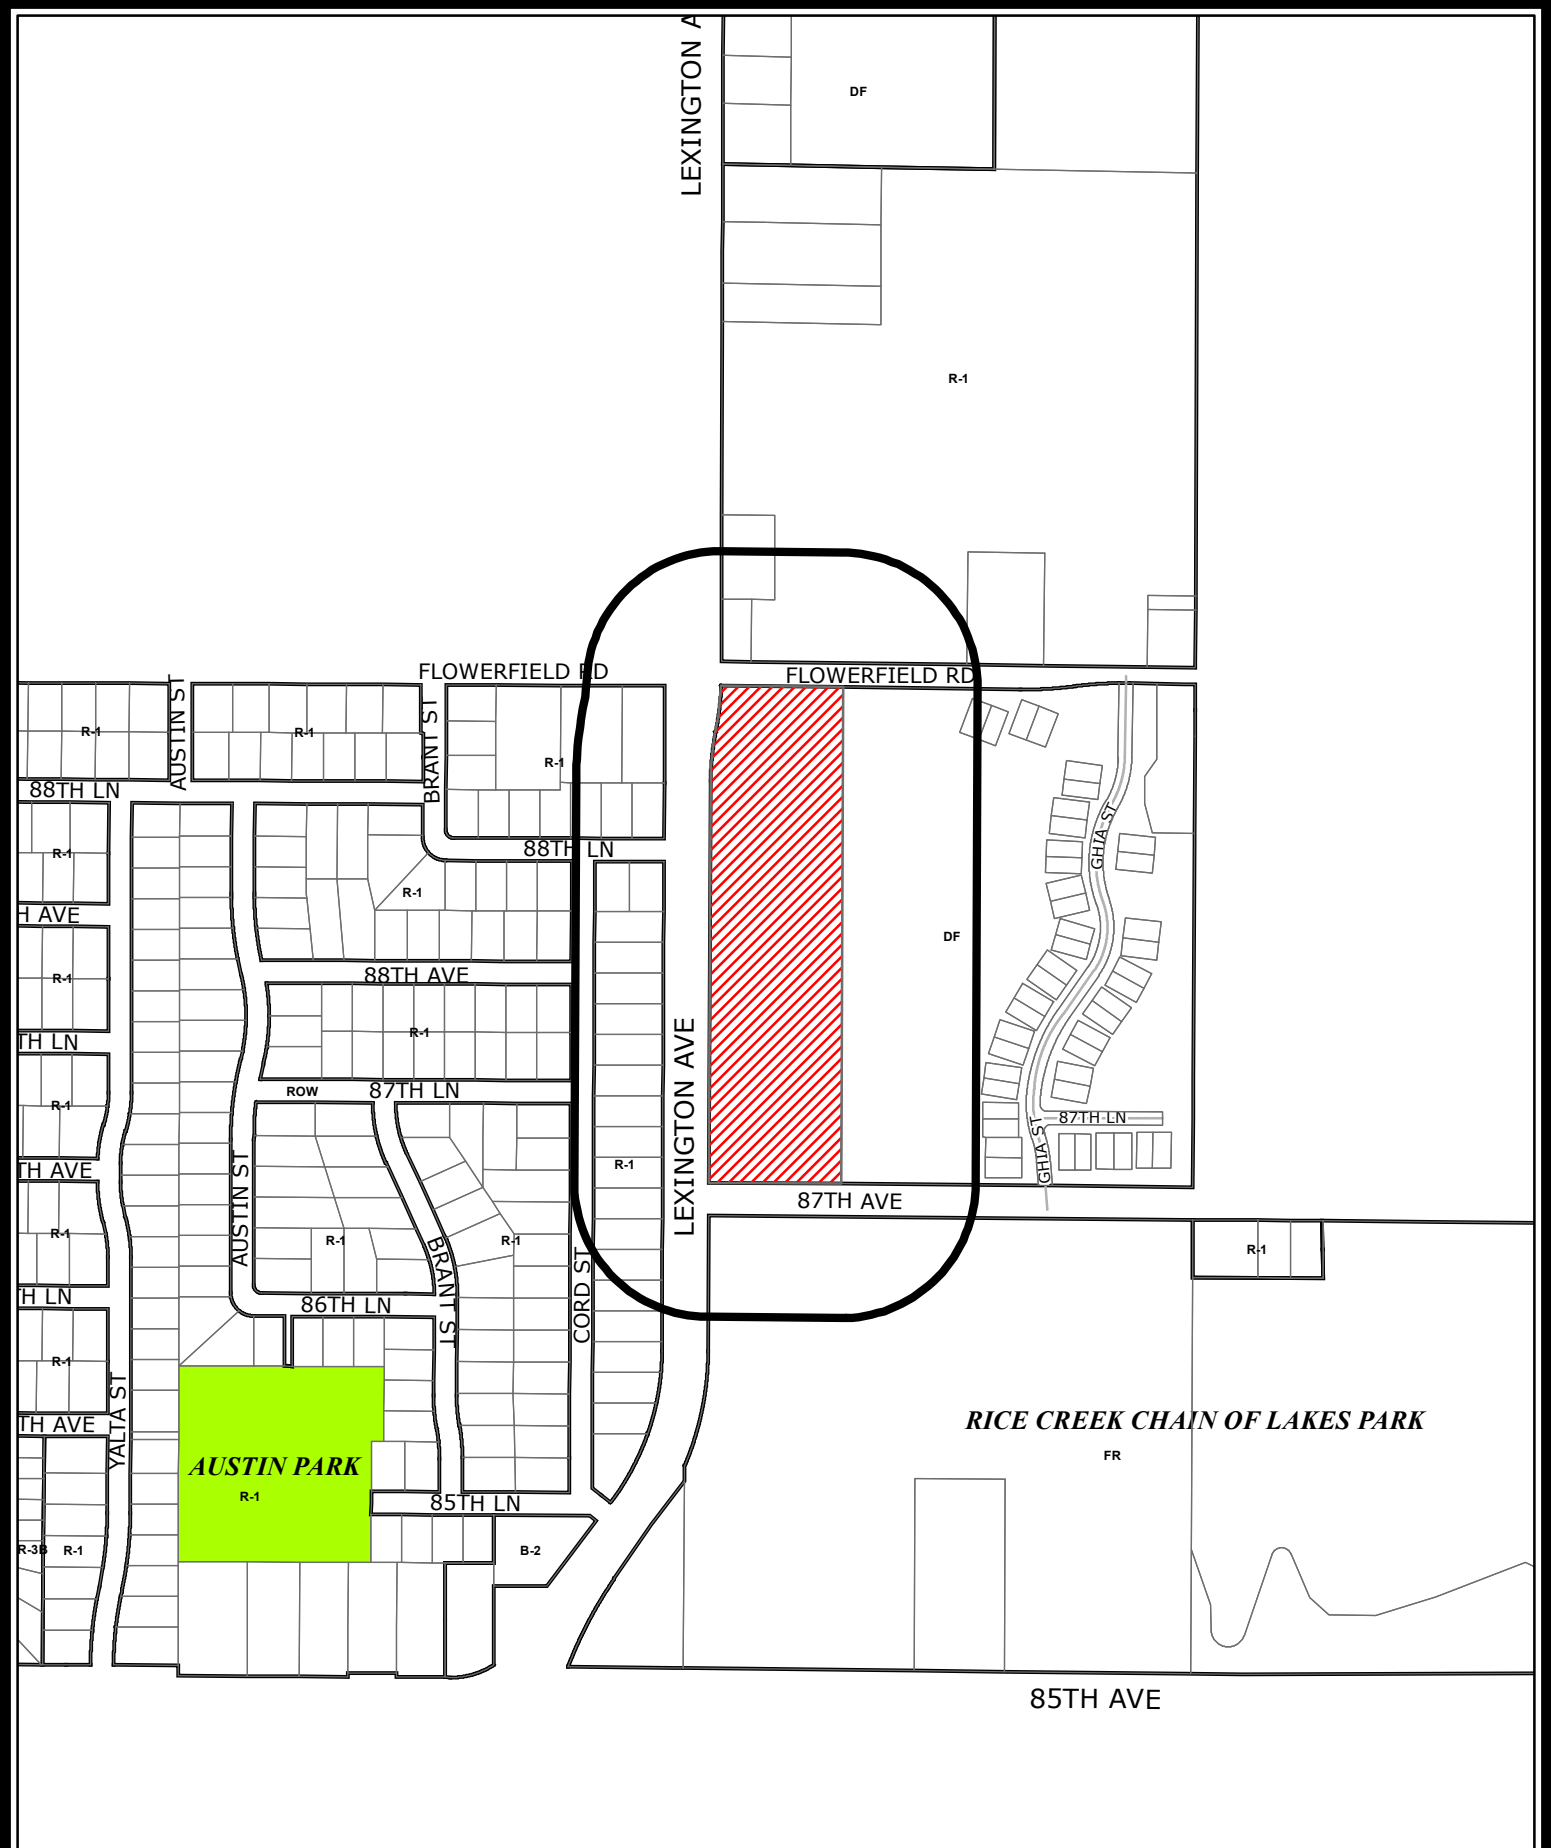 LEXINGTON A
DF
R-1
FLOWERFIELD RD
FLOWERFIELD RD
AUSTIN ST
BRANT ST
R-1
R-1
R-1
88TH LN
88TH LN
GHIA ST
R-1
R-1
H AVE
DF
88TH AVE
R-1
R-1
TH LN
LEXINGTON AVE
ROW
87TH LN
R-1
87TH LN
GHIA ST
TH AVE
R-1
AUSTIN ST
87TH AVE
R-1
R-1
BRANT ST
R-1
R-1
H LN
86TH LN
CORD ST
R-1
YALTA ST
TH AVE
RICE CREEK CHAIN OF LAKES PARK
FR
AUSTIN PARK
R-1
85TH LN
R-3B
R-1
B-2
85TH AVE